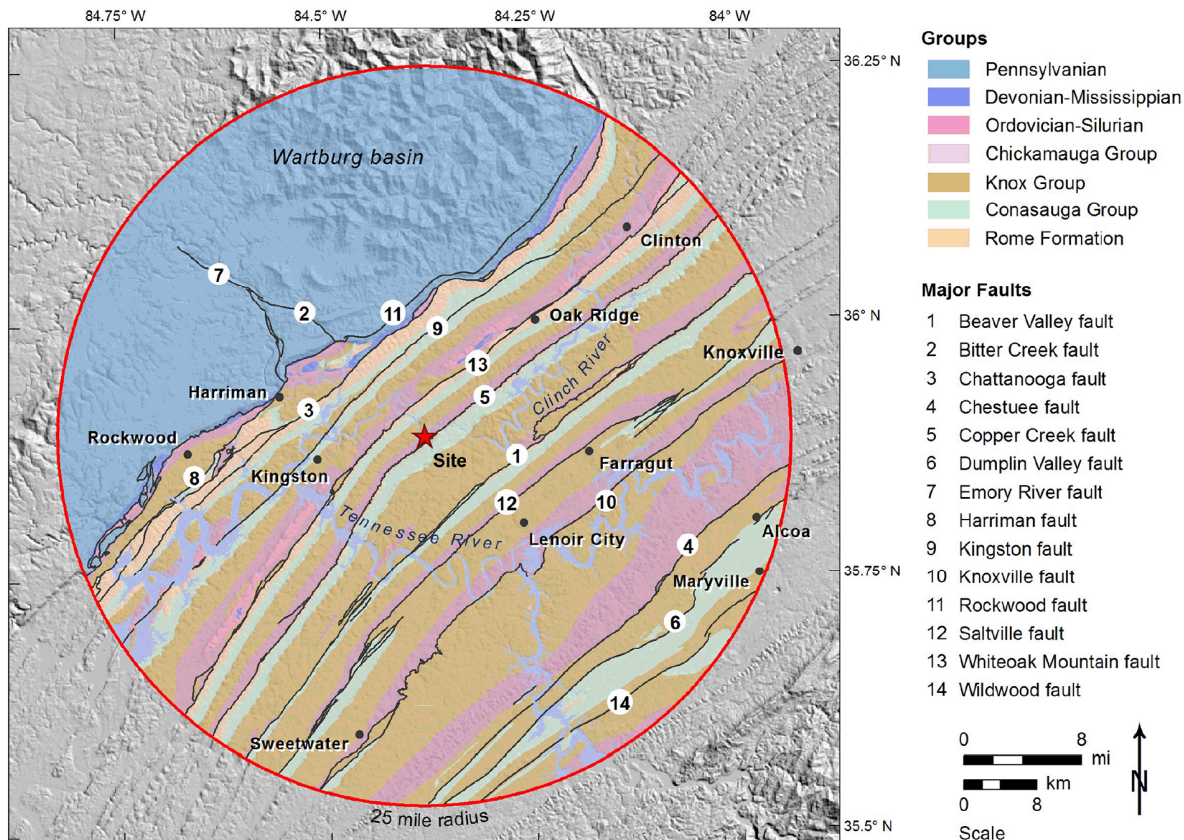 84.75° W
84.5° W
84.25° W
84° W
36.25° N
36° N
35.75° N
35.5° N
Wartburg basin
7
2
11
9
Clinton
Oak Ridge
Knoxville
13
Harriman
5
Clinch River
3
Rockwood
Site
1
Farragut
8
Kingston
12
10
Tennessee River
Lenoir City
Alcoa
4
Maryville
6
14
Sweetwater
25 mile radius
Groups
Pennsylvanian
Devonian-Mississippian
Ordovician-Silurian
Chickamauga Group
Knox Group
Conasauga Group
Rome Formation
Major Faults
1 Beaver Valley fault
2 Bitter Creek fault
3 Chattanooga fault
4 Chestuee fault
5 Copper Creek fault
6 Dumplin Valley fault
7 Emory River fault
8 Harriman fault
9 Kingston fault
10 Knoxville fault
11 Rockwood fault
12 Saltville fault
13 Whiteoak Mountain fault
14 Wildwood fault
0 8
mi
km
0 8
Scale
N